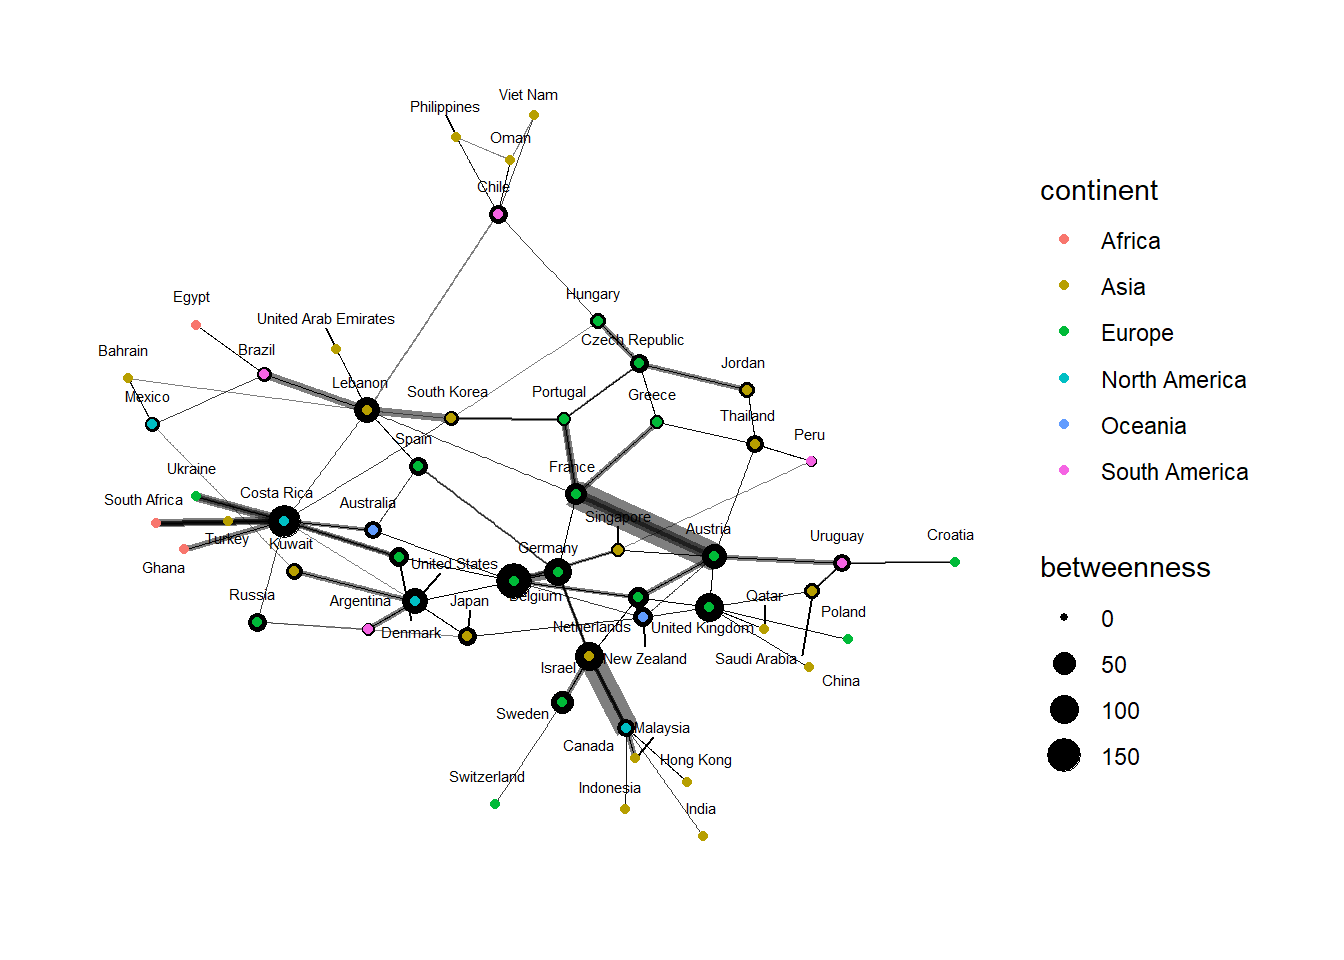 Viet Nam
Philippines
Oman
Chile
Egypt
Hungary
United Arab Emirates
Czech Republic
Bahrain
Brazil
Jordan
Lebanon
South Korea
Portugal
Greece
Mexico
Thailand
Spain
Peru
Ukraine
France
South Africa
Costa Rica
Australia
Singapore
Austria
Turkey
Kuwait
Uruguay
Croatia
Ghana
Germany
United States
Russia
Argentina
Japan
Belgium
Qatar
Poland
Denmark
Netherlands
United Kingdom
New Zealand
Saudi Arabia
Israel
China
Sweden
Malaysia
Canada
Hong Kong
Switzerland
Indonesia
India
continent
Africa
Asia
Europe
North America
Oceania
South America
betweenness
0
50
100
150